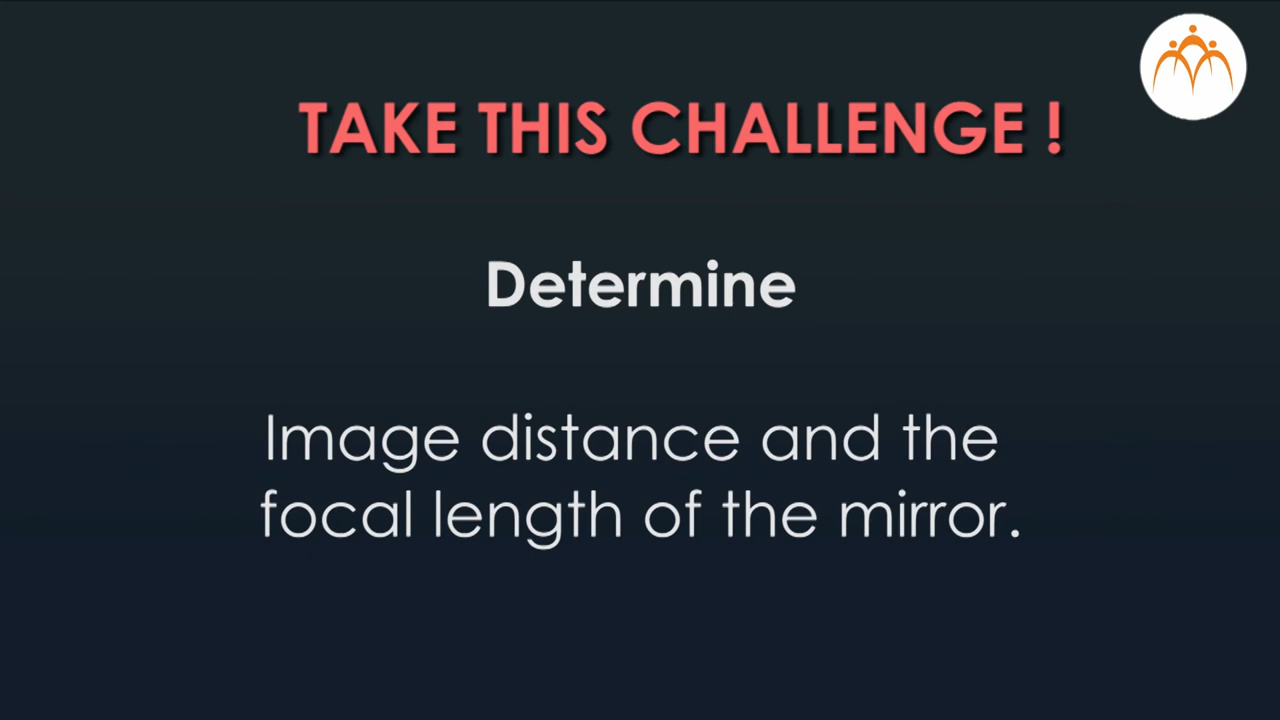 TAKE THIS CHALLENGE !
Determine
Image distance and the
focal length of the mirror.